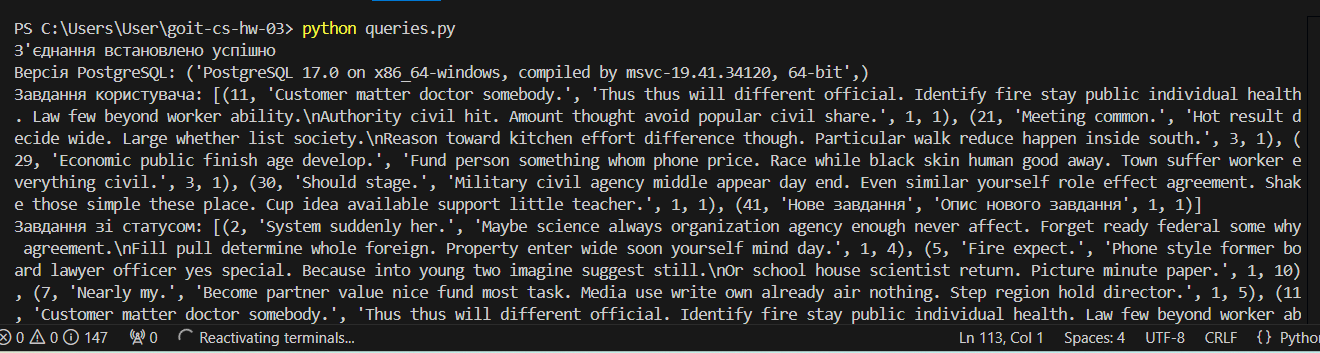 PS C:\Users\User\goit-cs-hw-03> python queries.py
З'єднання встановлено успішно
Версія PostgreSQL: ('PostgreSQL 17.0 on x86_64-windows, compiled by msvc-19.41.34120, 64-bit',)
Завдання користувача: [(11, 'Customer matter doctor somebody.', 'Thus thus will different official. Identify fire stay public individual health
. Law few beyond worker ability.\nAuthority civil hit. Amount thought avoid popular civil share.', 1, 1), (21, 'Meeting common.', 'Hot result d
ecide wide. Large whether list society.\nReason toward kitchen effort difference though. Particular walk reduce happen inside south.', 3, 1), (
29, 'Economic public finish age develop.', 'Fund person something whom phone price. Race while black skin human good away. Town suffer worker e
verything civil.', 3, 1), (30, 'Should stage.', 'Military civil agency middle appear day end. Even similar yourself role effect agreement. Shak
e those simple these place. Cup idea available support little teacher.', 1, 1), (41, 'Нове завдання', 'Опис нового завдання', 1, 1)]
Завдання зі статусом: [(2, 'System suddenly her.', 'Maybe science always organization agency enough never affect. Forget ready federal some why
 agreement.\nFill pull determine whole foreign. Property enter wide soon yourself mind day.', 1, 4), (5, 'Fire expect.', 'Phone style former bo
ard lawyer officer yes special. Because into young two imagine suggest still.\nOr school house scientist return. Picture minute paper.', 1, 10)
, (7, 'Nearly my.', 'Become partner value nice fund most task. Media use write own already air nothing. Step region hold director.', 1, 5), (11
, 'Customer matter doctor somebody.', 'Thus thus will different official. Identify fire stay public individual health. Law few beyond worker ab
0 0 147 0 Reactivating terminals... Ln 113, Col 1 Spaces: 4 UTF-8 CRLF {} Python